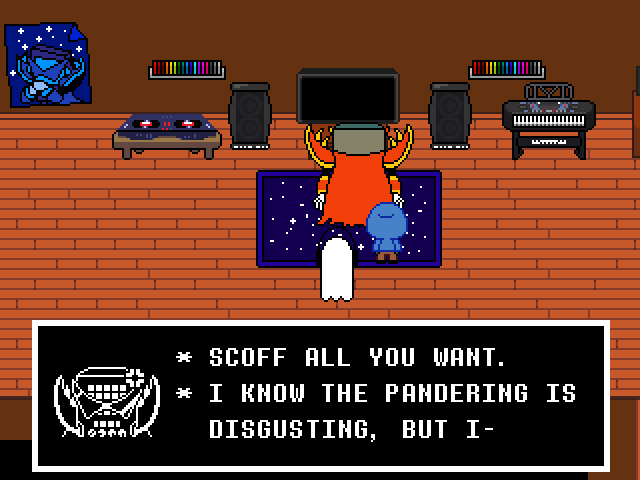 * SCOFF ALL YOU WANT.
* I KNOW THE PANDERING IS
DISGUSTING, BUT I-